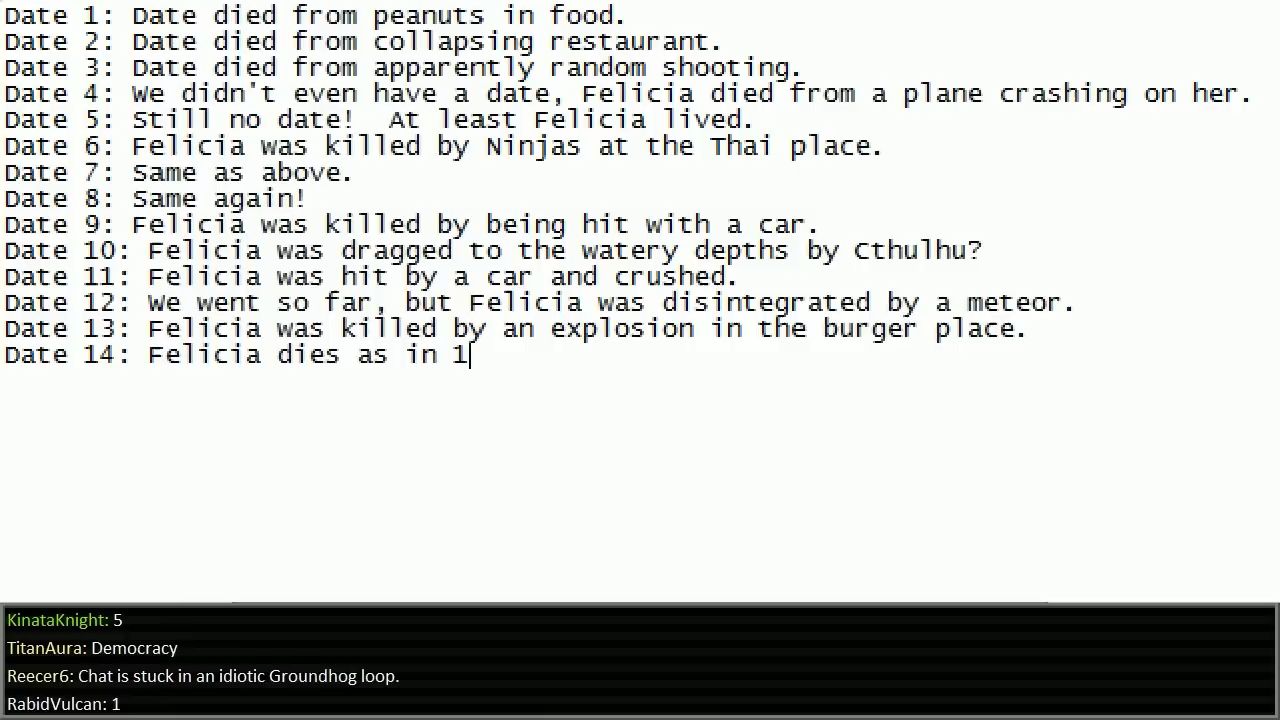 Date 1: Date died from peanuts in food.
Date 2: Date died from collapsing restaurant.
Date 3: Date died from apparently random shooting.
Date 4: We didn't even have a date, Felicia died from a plane crashing on her.
Date 5: Still no date!  At least Felicia lived.
Date 6: Felicia was killed by Ninjas at the Thai place.
Date 7: Same as above.
Date 8: Same again!
Date 9: Felicia was killed by being hit with a car.
Date 10: Felicia was dragged to the watery depths by Cthulhu?
Date 11: Felicia was hit by a car and crushed.
Date 12: We went so far, but Felicia was disintegrated by a meteor.
Date 13: Felicia was killed by an explosion in the burger place.
Date 14: Felicia dies as in 1
KinataKnight: 5
TitanAura: Democracy
Reecer6: Chat is stuck in an idiotic Groundhog loop.
RabidVulcan: 1